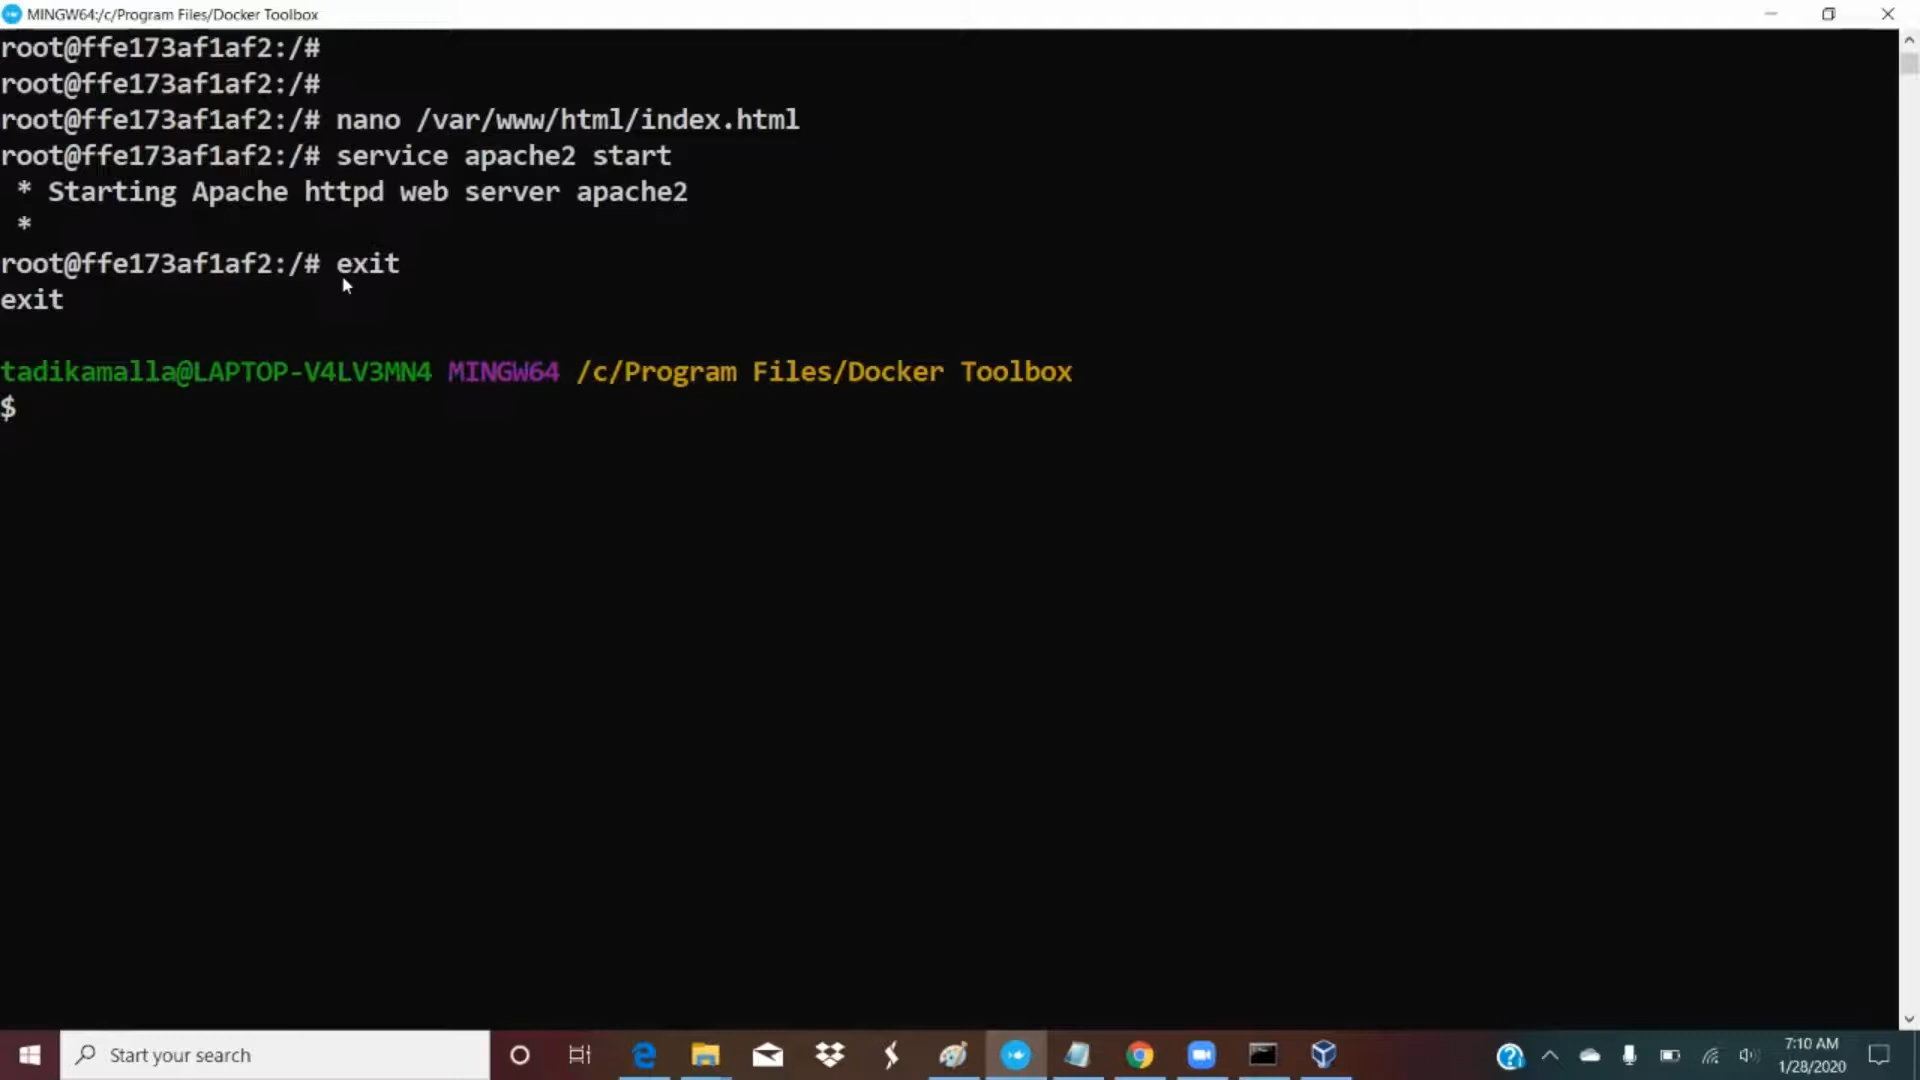 MINGW64:/c/Program Files/Docker Toolbox
root@ffe173af1af2:/#
root@ffe173af1af2:/#
root@ffe173af1af2:/# nano /var/www/html/index.html
root@ffe173af1af2:/# service apache2 start
* Starting Apache httpd web server apache2
*
root@ffe173af1af2:/# exit
exit
tadikamalla@LAPTOP-V4LV3MN4 MINGW64 /c/Program Files/Docker Toolbox
$
Start your search
7:10 AM
1/28/2020